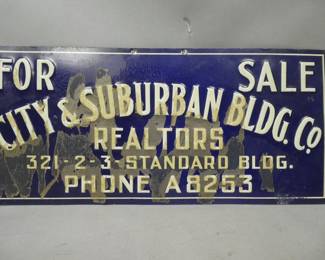 FOR SALE
CITY & SUBURBAN BLDG. CO
REALTORS
321-2-3-STANDARD BLDG.
PHONE A8253